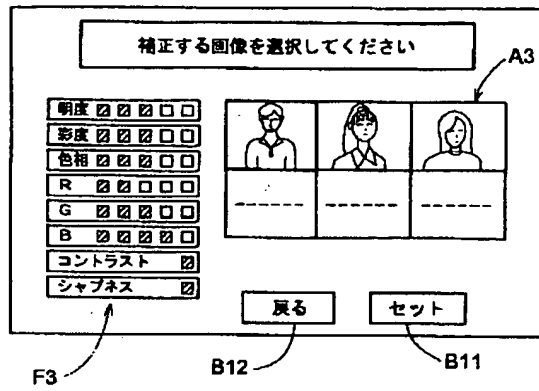 補正する画像を選択してください
A3
明度
彩度
色相
R
G
B
コントラスト
シャプネス
戻る
セット
F3
B12
B11